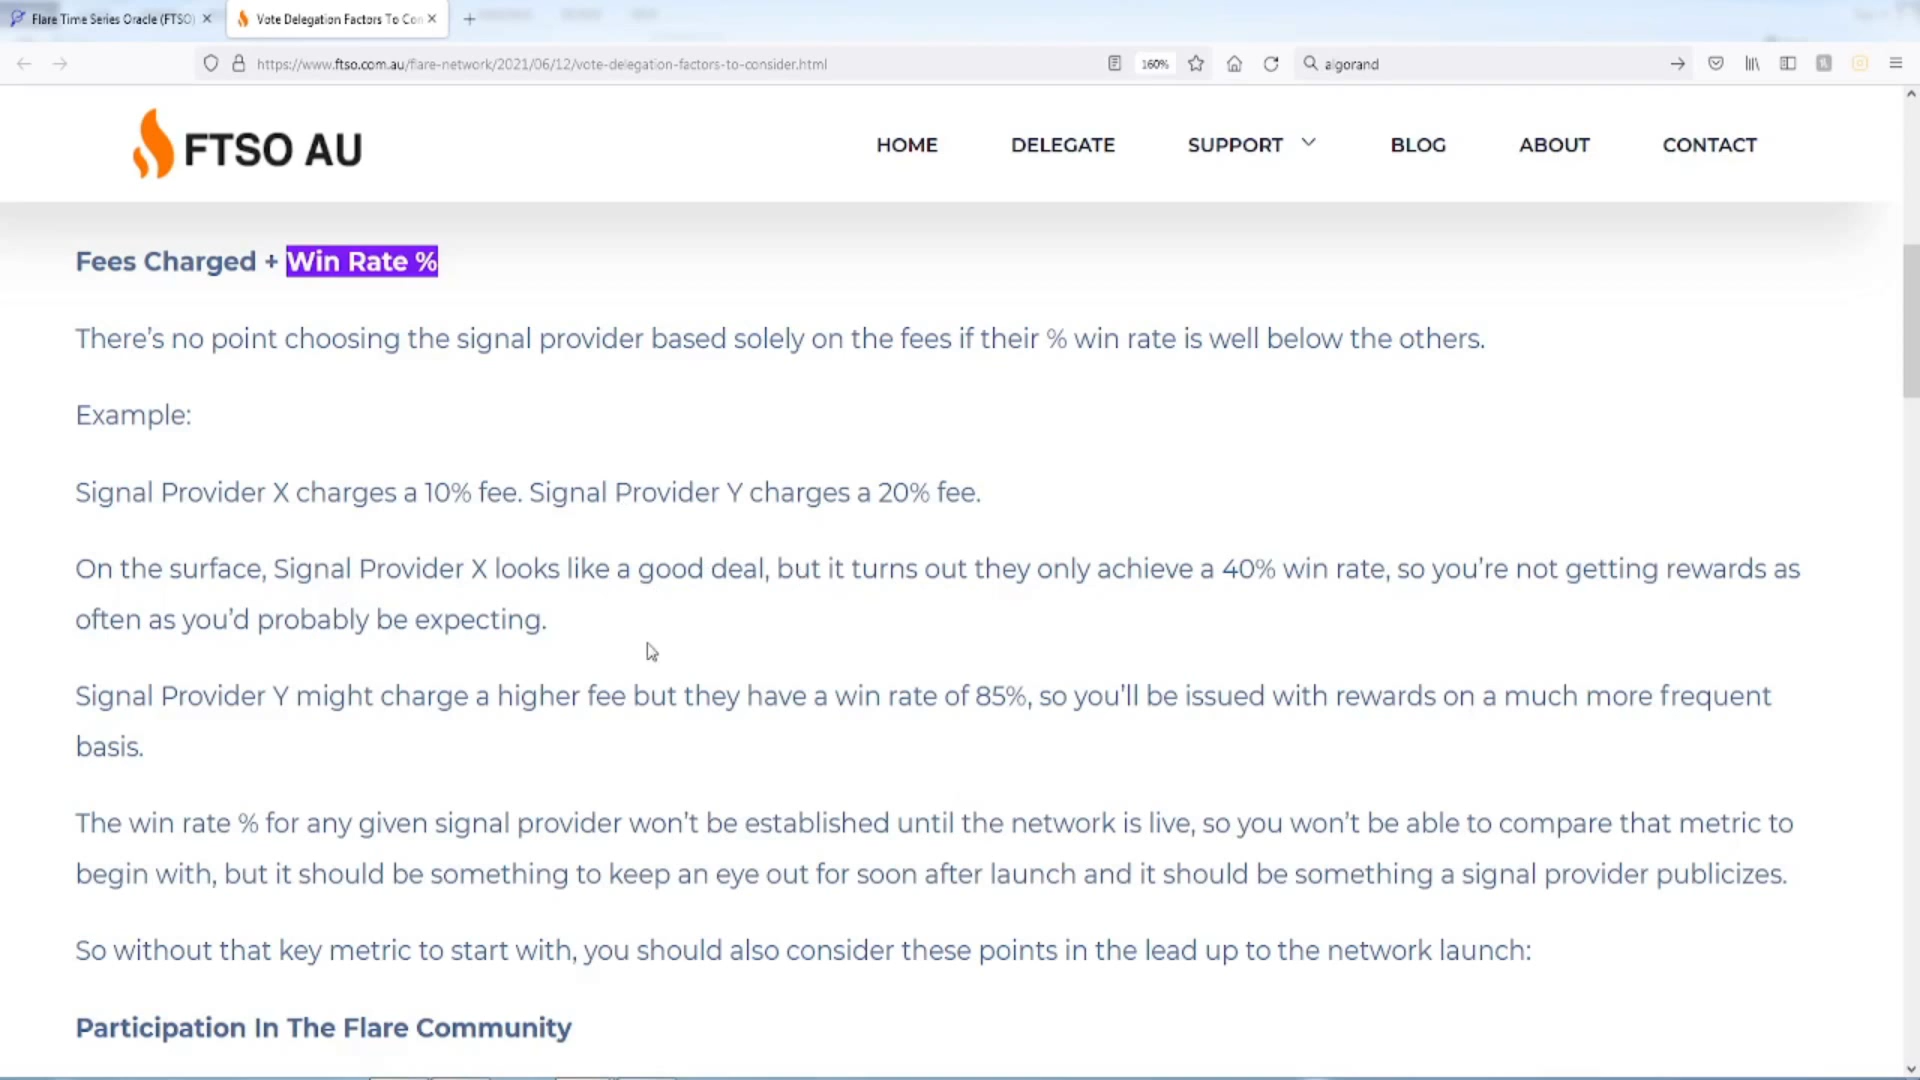 Flare Time Series Oracle (FTSO)
Vote Delegation Factors To Con
https://www.ftso.com.au/flare-network/2021/06/12/vote-delegation-factors-to-consider.html
160%
algorand
FTSO AU
HOME
DELEGATE
SUPPORT
BLOG
ABOUT
CONTACT
Fees Charged + Win Rate %
There's no point choosing the signal provider based solely on the fees if their % win rate is well below the others.
Example:
Signal Provider X charges a 10% fee. Signal Provider Y charges a 20% fee.
On the surface, Signal Provider X looks like a good deal, but it turns out they only achieve a 40% win rate, so you're not getting rewards as
often as you'd probably be expecting.
Signal Provider Y might charge a higher fee but they have a win rate of 85%, so you'll be issued with rewards on a much more frequent
basis.
The win rate % for any given signal provider won't be established until the network is live, so you won't be able to compare that metric to
begin with, but it should be something to keep an eye out for soon after launch and it should be something a signal provider publicizes.
So without that key metric to start with, you should also consider these points in the lead up to the network launch:
Participation In The Flare Community